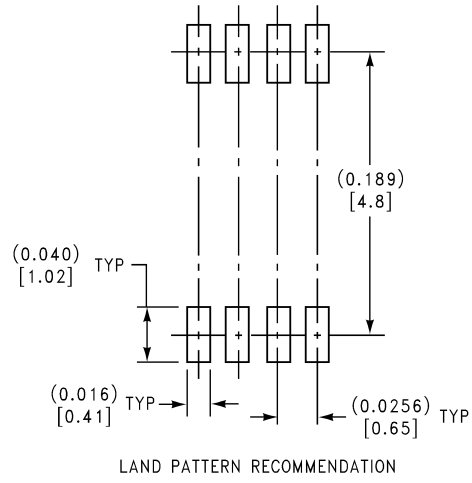 (0.189)
[4.8]
(0.040)
[1.02]
TYP
(0.016)
[0.41]
TYP
(0.0256)
[0.65]
TYP
LAND PATTERN RECOMMENDATION